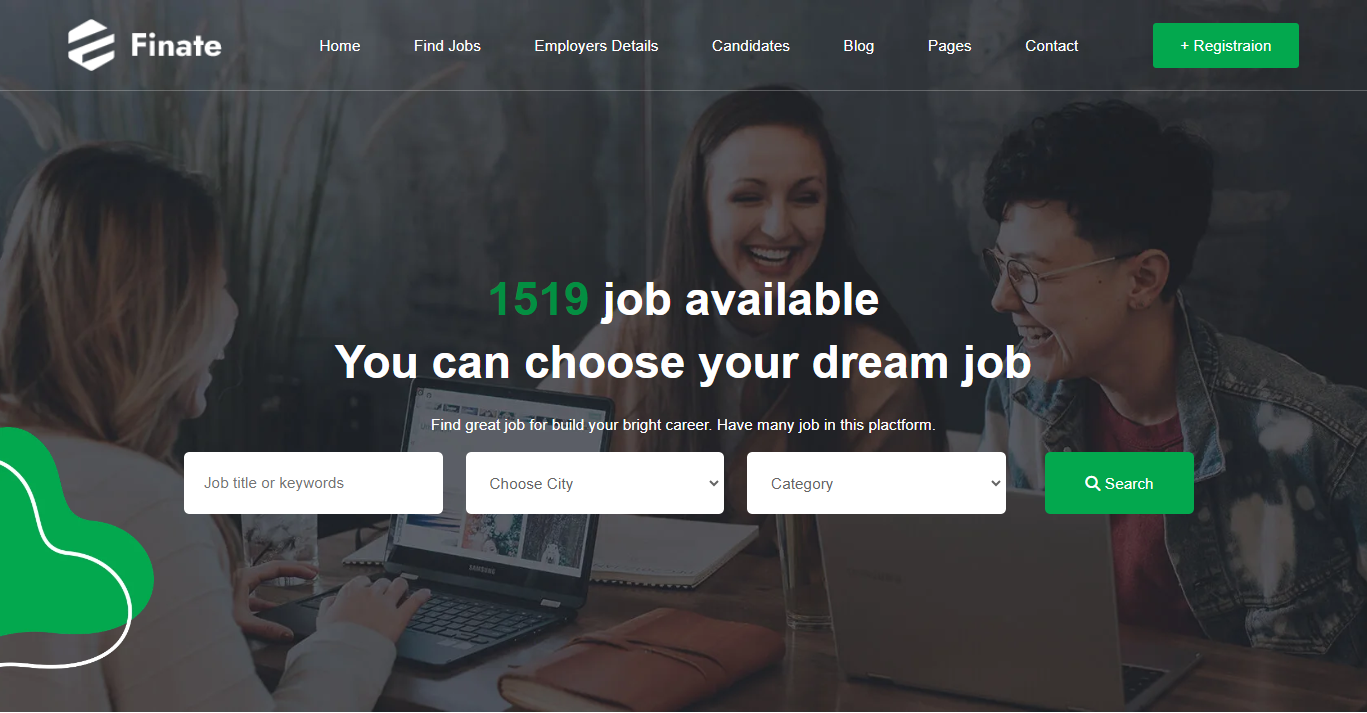 Finate
Home Find Jobs Employers Details Candidates Blog Pages Contact + Registraion
1519 job available
You can choose your dream job
Find great job for build your bright career. Have many job in this plactform.
Job title or keywords Choose City Category Search
SAMSUNG